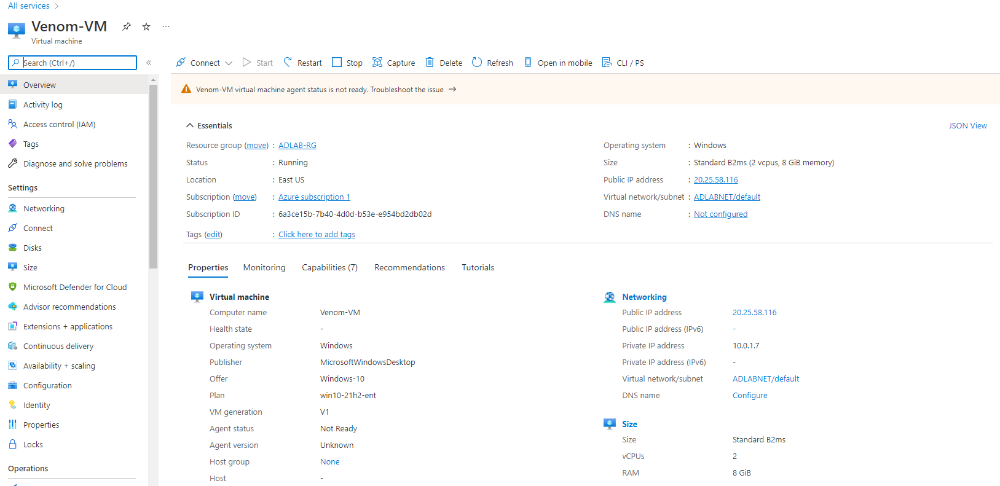 All services
Venom-VM
Virtual machine
Search (Ctrl+/)
Connect Start Restart Stop Capture Delete Refresh Open in mobile CLI / PS
Venom-VM virtual machine agent status is not ready. Troubleshoot the issue →
Overview
Activity log
Access control (IAM)
Tags
Diagnose and solve problems
Settings
Networking
Connect
Disks
Size
Microsoft Defender for Cloud
Advisor recommendations
Extensions + applications
Continuous delivery
Availability + scaling
Configuration
Identity
Properties
Locks
Operations
Essentials
JSON View
Resource group (move) : ADLAB-RG
Status : Running
Location : East US
Subscription (move) : Azure subscription 1
Subscription ID : 6a3ce15b-7b40-4d0d-b53e-e954bd2db02d
Tags (edit) : Click here to add tags
Operating system : Windows
Size : Standard B2ms (2 vcpus, 8 GiB memory)
Public IP address : 20.25.58.116
Virtual network/subnet : ADLABNET/default
DNS name : Not configured
Properties Monitoring Capabilities (7) Recommendations Tutorials
Virtual machine
Computer name Venom-VM
Health state -
Operating system Windows
Publisher MicrosoftWindowsDesktop
Offer Windows-10
Plan win10-21h2-ent
VM generation V1
Agent status Not Ready
Agent version Unknown
Host group None
Host -
Networking
Public IP address 20.25.58.116
Public IP address (IPv6) -
Private IP address 10.0.1.7
Private IP address (IPv6) -
Virtual network/subnet ADLABNET/default
DNS name Configure
Size
Size Standard B2ms
vCPUs 2
RAM 8 GiB